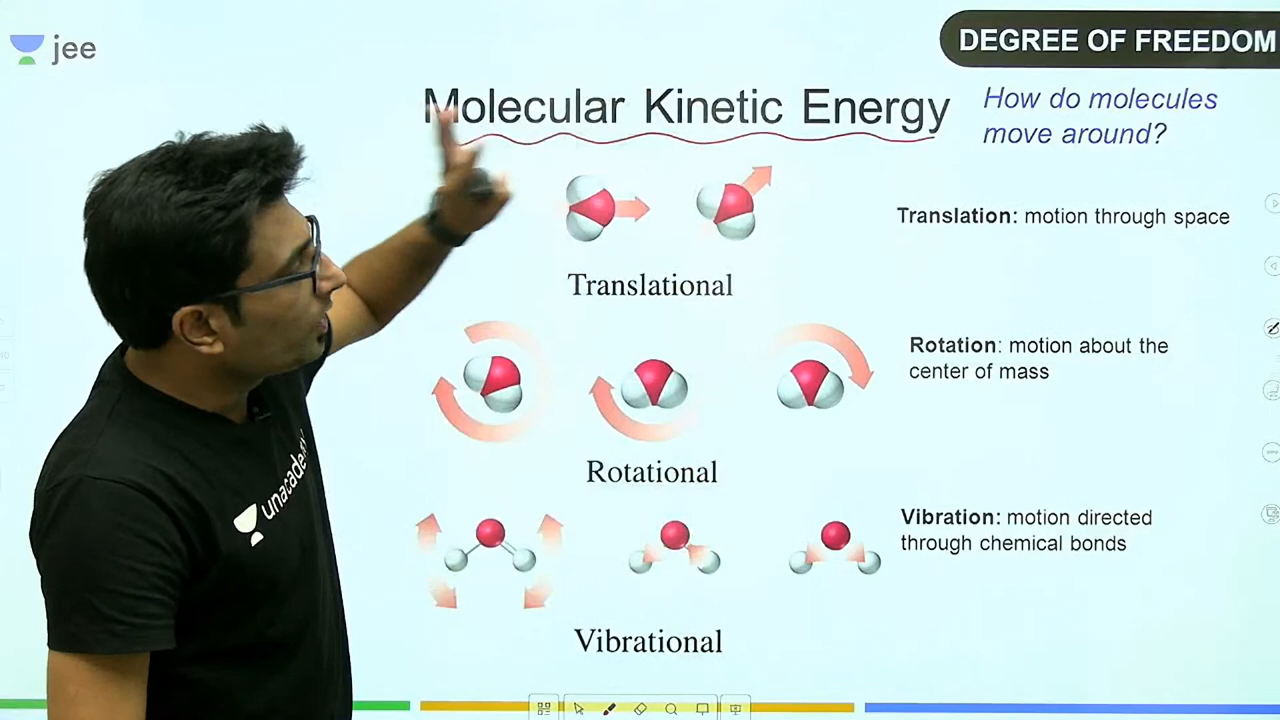 jee
DEGREE OF FREEDOM
Molecular Kinetic Energy
How do molecules
move around?
Translation: motion through space
Translational
Rotation: motion about the
center of mass
Rotational
unacademy
Vibration: motion directed
through chemical bonds
Vibrational